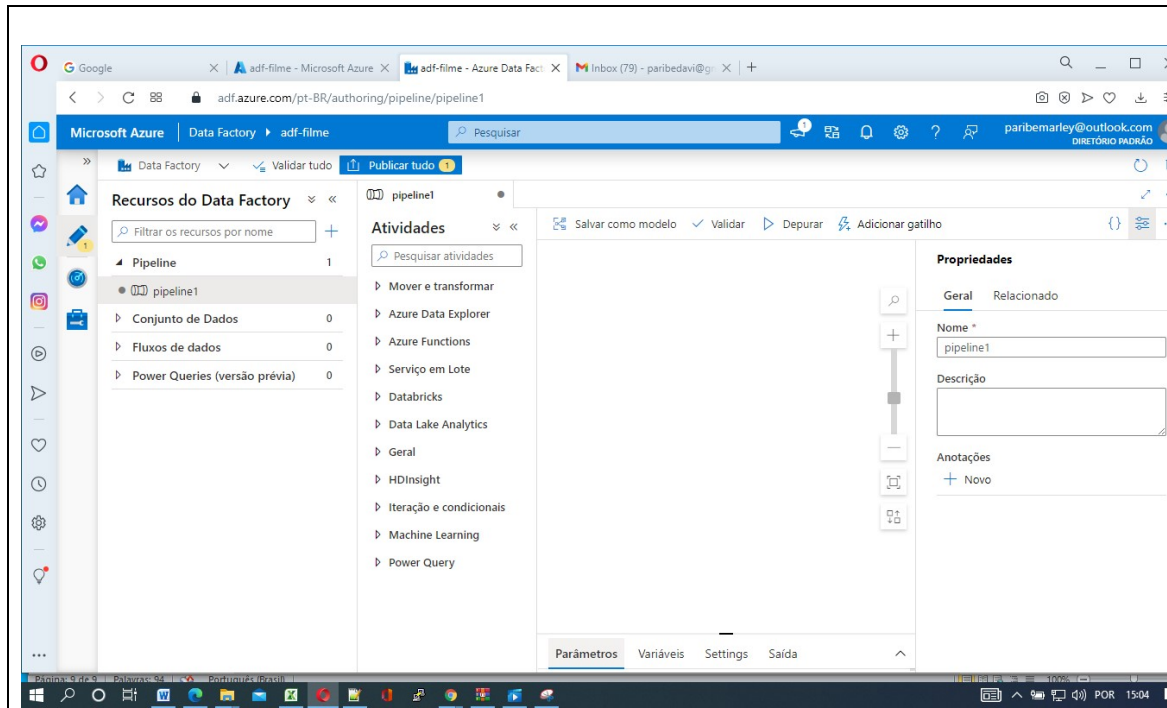 Google
adf-filme - Microsoft Azure
adf-filme - Azure Data Fact
Inbox (79) - paribedavi@g
adf.azure.com/pt-BR/authoring/pipeline/pipeline1
Microsoft Azure
Data Factory
adf-filme
Pesquisar
1
paribemarley@outlook.com
DIRETÓRIO PADRÃO
Data Factory
Validar tudo
Publicar tudo 1
Recursos do Data Factory
Filtrar os recursos por nome
1
Pipeline 1
pipeline1
Conjunto de Dados 0
Fluxos de dados 0
Power Queries (versão prévia) 0
pipeline1
Atividades
Pesquisar atividades
Mover e transformar
Azure Data Explorer
Azure Functions
Serviço em Lote
Databricks
Data Lake Analytics
Geral
HDInsight
Iteração e condicionais
Machine Learning
Power Query
Salvar como modelo
Validar
Depurar
Adicionar gatilho
Propriedades
Geral
Relacionado
Nome *
pipeline1
Descrição
Anotações
Novo
Parâmetros
Variáveis
Settings
Saída
Página: 9 de 9
Palavras: 94
Português (Brasil)
100%
POR
15:04